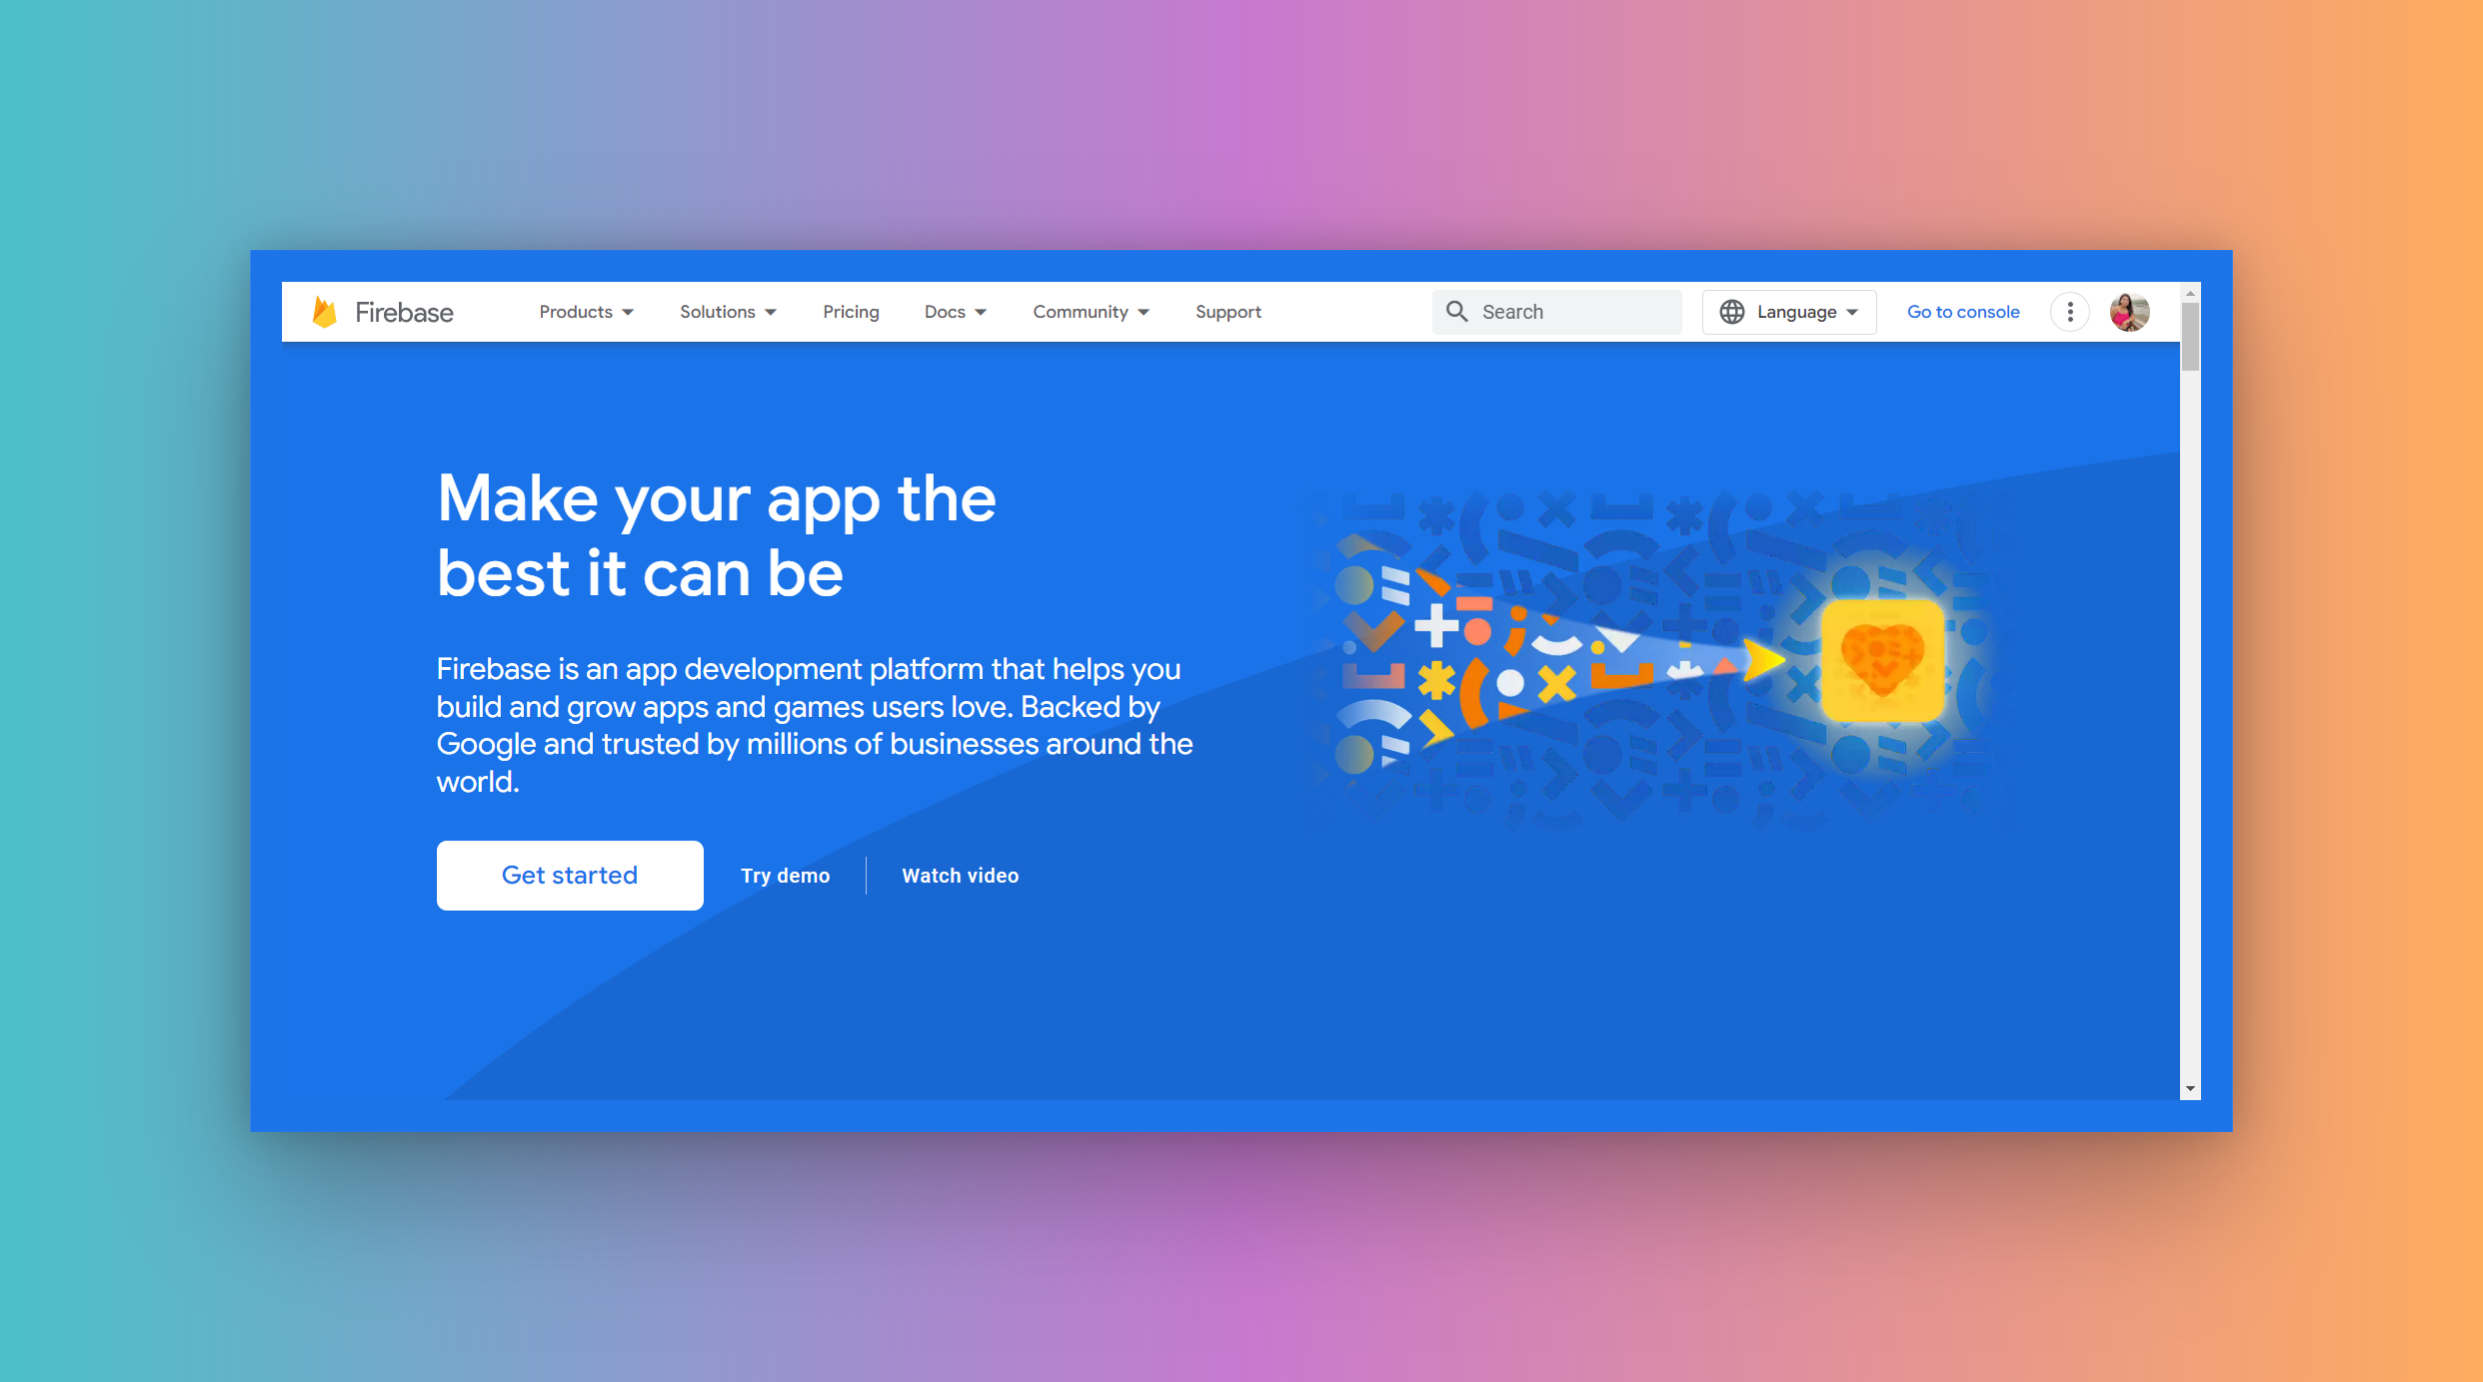 Firebase
Products
Solutions
Pricing
Docs
Community
Support
Search
Language
Go to console
Make your app the
best it can be
Firebase is an app development platform that helps you
build and grow apps and games users love. Backed by
Google and trusted by millions of businesses around the
world.
Get started
Try demo
Watch video